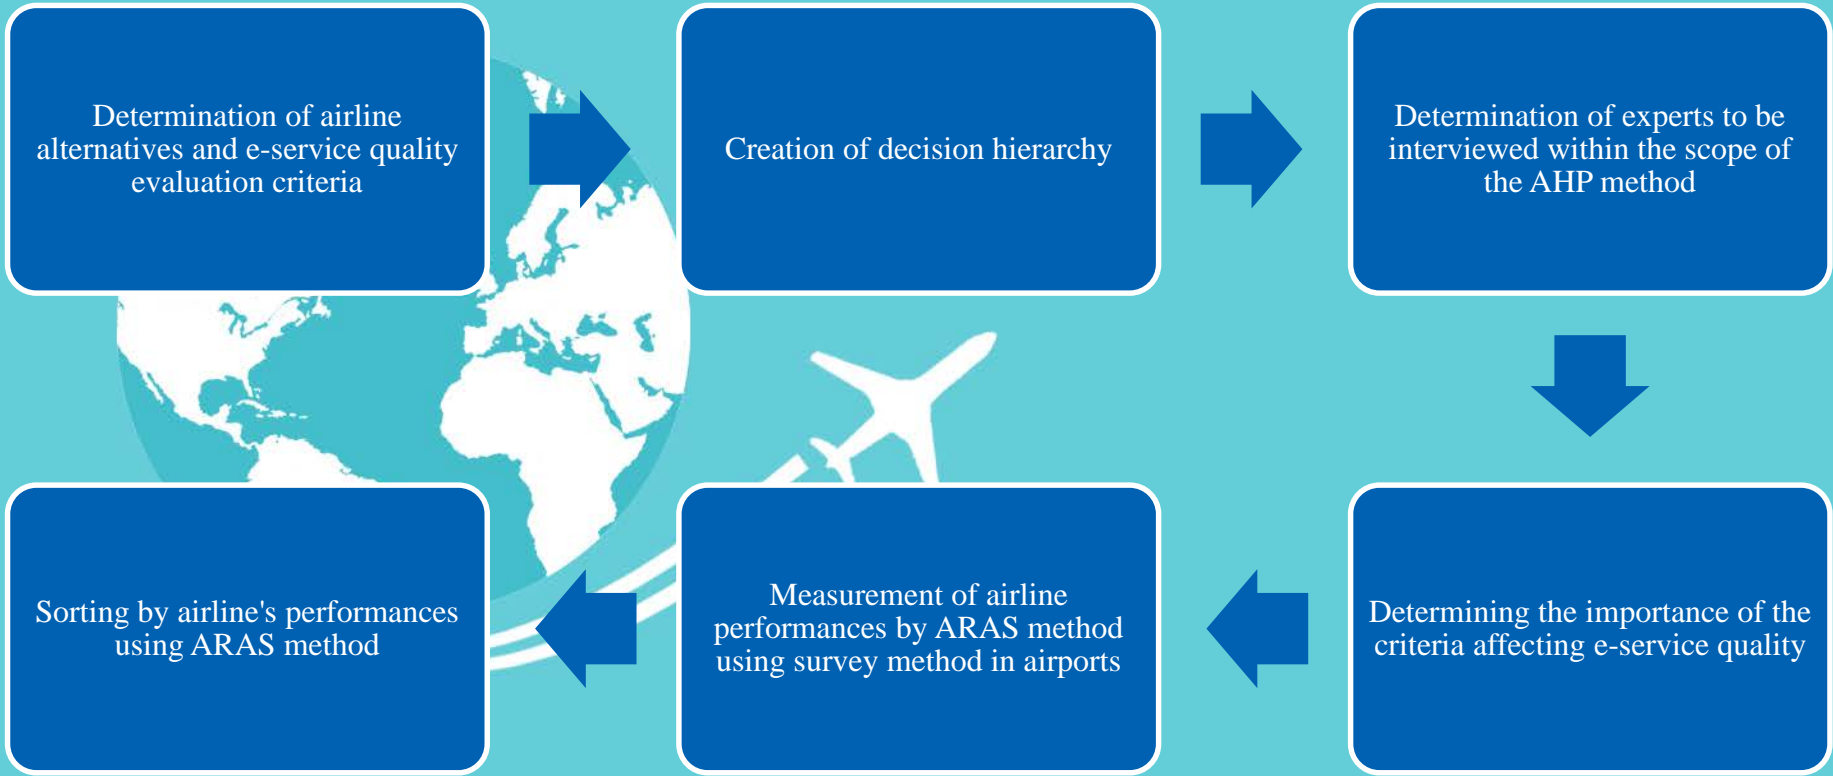 Determination of airline
alternatives and e-service quality
evaluation criteria
Creation of decision hierarchy
Determination of experts to be
interviewed within the scope of
the AHP method
Determining the importance of the
criteria affecting e-service quality
Measurement of airline
performances by ARAS method
using survey method in airports
Sorting by airline's performances
using ARAS method